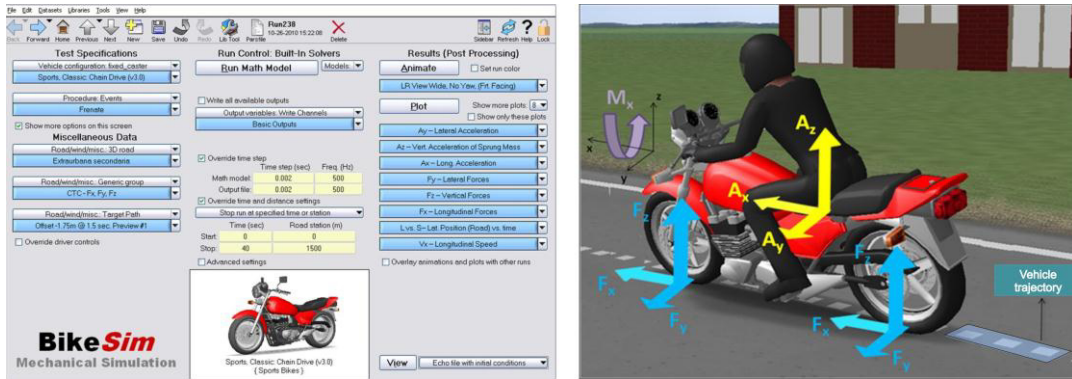 File Edit Datasets Libraries Tools View Help
Back Forward Home Previous Next New Save Undo Redo Lib Tool Parsfile Run238 10-26-2010 15:22:08 Delete Sidebar Refresh Help Lock
Test Specifications
Vehicle configuration: fixed_caster
Sports, Classic: Chain Drive (v3.0)
Procedure: Events
Frenate
Show more options on this screen
Miscellaneous Data
Road/wind/misc.: 3D road
Extraurbana secondaria
Road/wind/misc.: Generic group
CTC - Fx, Fy, Fz
Road/wind/misc.: Target Path
Offset -1.75m @ 1.5 sec. Preview #1
Override driver controls
BikeSim
Mechanical Simulation
Run Control: Built-In Solvers
Run Math Model Models:
Write all available outputs
Output variables: Write Channels
Basic Outputs
Override time step
Time step (sec) Freq. (Hz)
Math model: 0.002 500
Output file: 0.002 500
Override time and distance settings
Stop run at specified time or station
Time (sec) Road station (m)
Start: 0 0
Stop: 40 1500
Advanced settings
Sports, Classic: Chain Drive (v3.0)
{ Sports Bikes }
Results (Post Processing)
Animate Set run color
LR View Wide, No Yaw, (Frt. Facing)
Plot Show more plots: 8
Show only these plots
Ay – Lateral Acceleration
Az – Vert. Acceleration of Sprung Mass
Ax – Long. Acceleration
Fy – Lateral Forces
Fz – Vertical Forces
Fx – Longitudinal Forces
L vs. S – Lat. Position (Road) vs. time
Vx – Longitudinal Speed
Overlay animations and plots with other runs
View Echo file with initial conditions
Mx
z
x
y
Az
Ax
Ay
Fz
Fx
Fy
Fz
Fx
Fy
Vehicle
trajectory